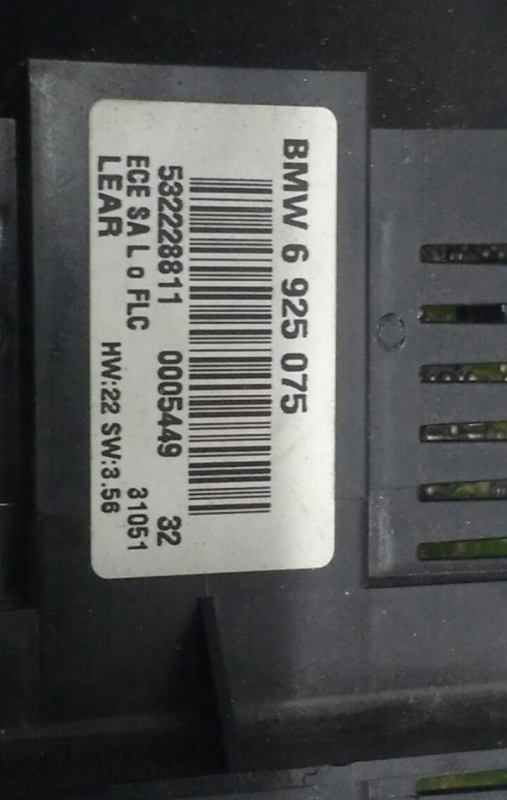 BMW 6 925 075
532228811 0005449 32
ECE SA L o FLC 31051
LEAR HW:22 SW:3.56